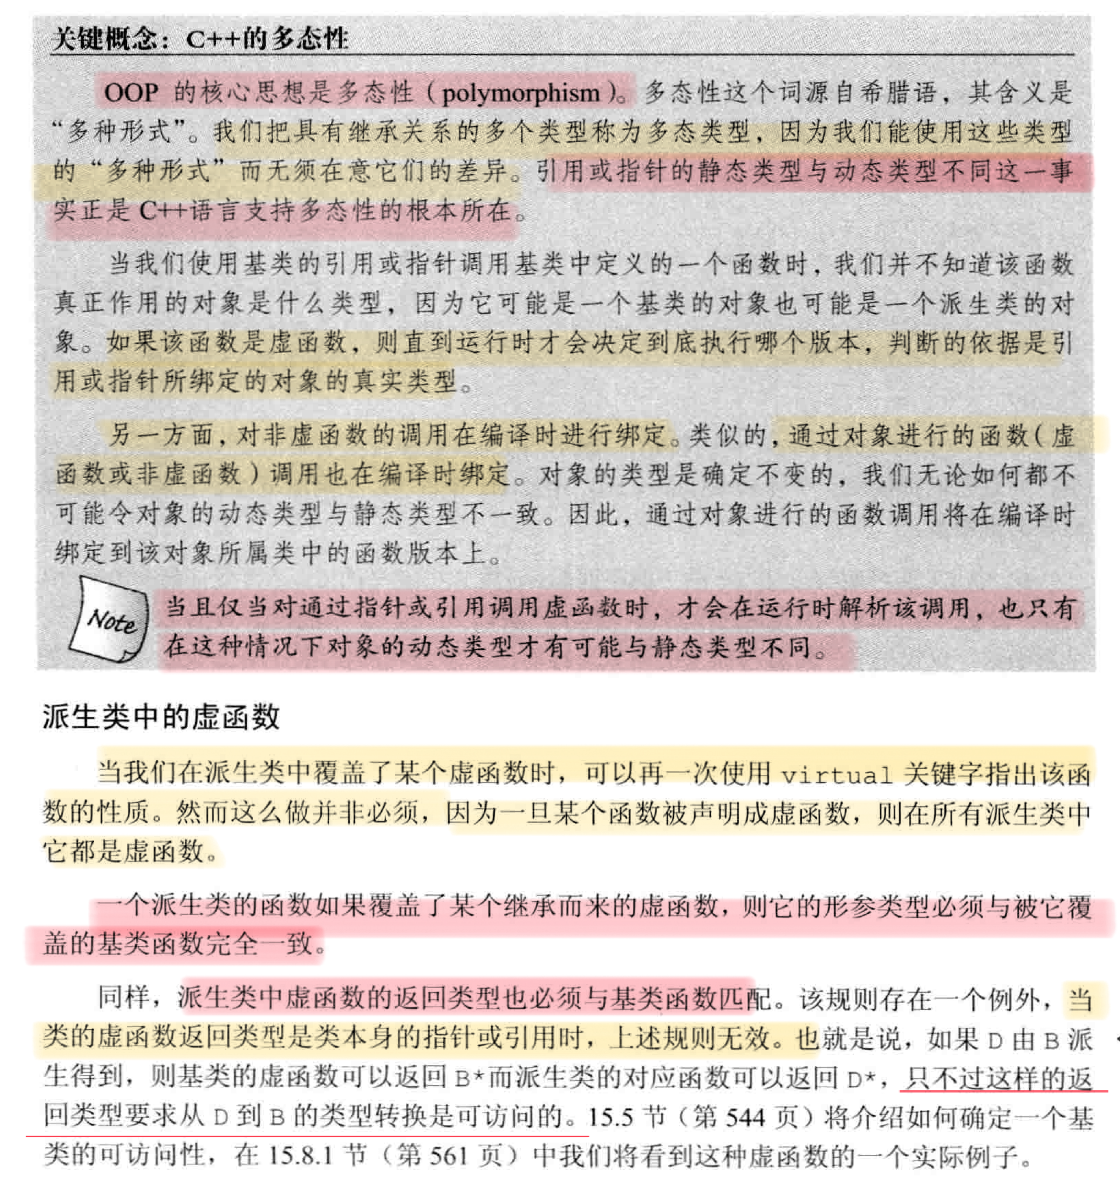 关键概念：C++的多态性
OOP 的核心思想是多态性（polymorphism）。多态性这个词源自希腊语，其含义是
“多种形式”。我们把具有继承关系的多个类型称为多态类型，因为我们能使用这些类型
的“多种形式”而无须在意它们的差异。引用或指针的静态类型与动态类型不同这一事
实正是 C++语言支持多态性的根本所在。
当我们使用基类的引用或指针调用基类中定义的一个函数时，我们并不知道该函数
真正作用的对象是什么类型，因为它可能是一个基类的对象也可能是一个派生类的对
象。如果该函数是虚函数，则直到运行时才会决定到底执行哪个版本，判断的依据是引
用或指针所绑定的对象的真实类型。
另一方面，对非虚函数的调用在编译时进行绑定。类似的，通过对象进行的函数（虚
函数或非虚函数）调用也在编译时绑定。对象的类型是确定不变的，我们无论如何都不
可能令对象的动态类型与静态类型不一致。因此，通过对象进行的函数调用将在编译时
绑定到该对象所属类中的函数版本上。
Note
当且仅当对通过指针或引用调用虚函数时，才会在运行时解析该调用，也只有
在这种情况下对象的动态类型才有可能与静态类型不同。
派生类中的虚函数
当我们在派生类中覆盖了某个虚函数时，可以再一次使用 virtual 关键字指出该函
数的性质。然而这么做并非必须，因为一旦某个函数被声明成虚函数，则在所有派生类中
它都是虚函数。
一个派生类的函数如果覆盖了某个继承而来的虚函数，则它的形参类型必须与被它覆
盖的基类函数完全一致。
同样，派生类中虚函数的返回类型也必须与基类函数匹配。该规则存在一个例外，当
类的虚函数返回类型是类本身的指针或引用时，上述规则无效。也就是说，如果 D 由 B 派
生得到，则基类的虚函数可以返回 B*而派生类的对应函数可以返回 D*，只不过这样的返
回类型要求从 D 到 B 的类型转换是可访问的。15.5 节（第 544 页）将介绍如何确定一个基
类的可访问性，在 15.8.1 节（第 561 页）中我们将看到这种虚函数的一个实际例子。